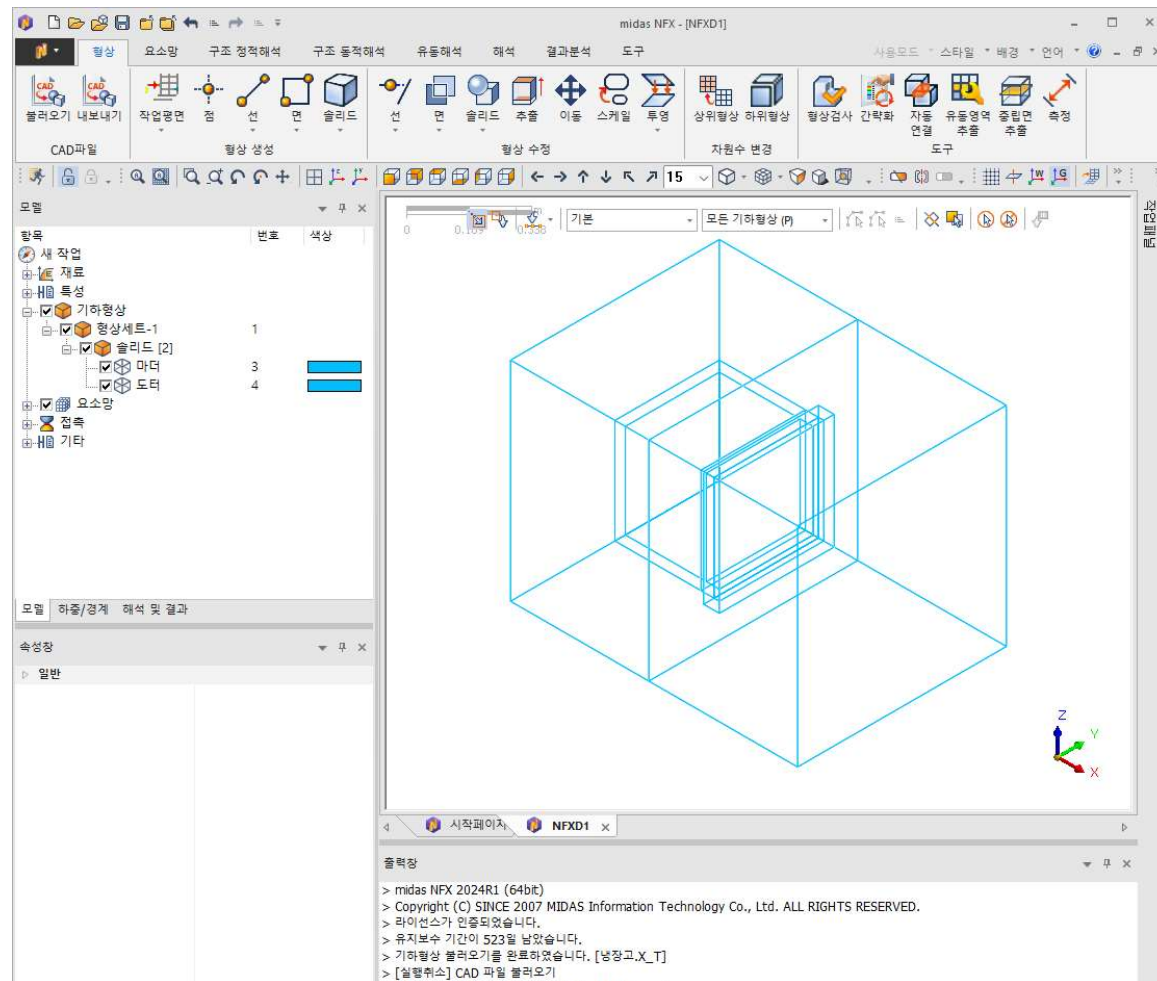 midas NFX - [NFXD1]
형상 요소망 구조 정적해석 구조 동적해석 유동해석 해석 결과분석 도구 사용모드 스타일 배경 언어
불러오기 내보내기 작업평면 점 선 면 솔리드 선 면 솔리드 추출 이동 스케일 투영 상위형상 하위형상 형상검사 간략화 자동 연결 유동영역 추출 중립면 추출 측정
CAD파일 형상 생성 형상 수정 차원수 변경 도구
15
모델
항목 번호 색상
새 작업
재료
특성
기하형상
형상세트-1 1
솔리드 [2]
마더 3
도터 4
요소망
접촉
기타
모델 하중/경계 해석 및 결과
속성창
일반
기본 모든 기하형상 (P)
0 0.169 0.338
작업패널
Z
Y
X
시작페이지 NFXD1
출력창
> midas NFX 2024R1 (64bit)
> Copyright (C) SINCE 2007 MIDAS Information Technology Co., Ltd. ALL RIGHTS RESERVED.
> 라이선스가 인증되었습니다.
> 유지보수 기간이 523일 남았습니다.
> 기하형상 불러오기를 완료하였습니다. [냉장고.X_T]
> [실행취소] CAD 파일 불러오기